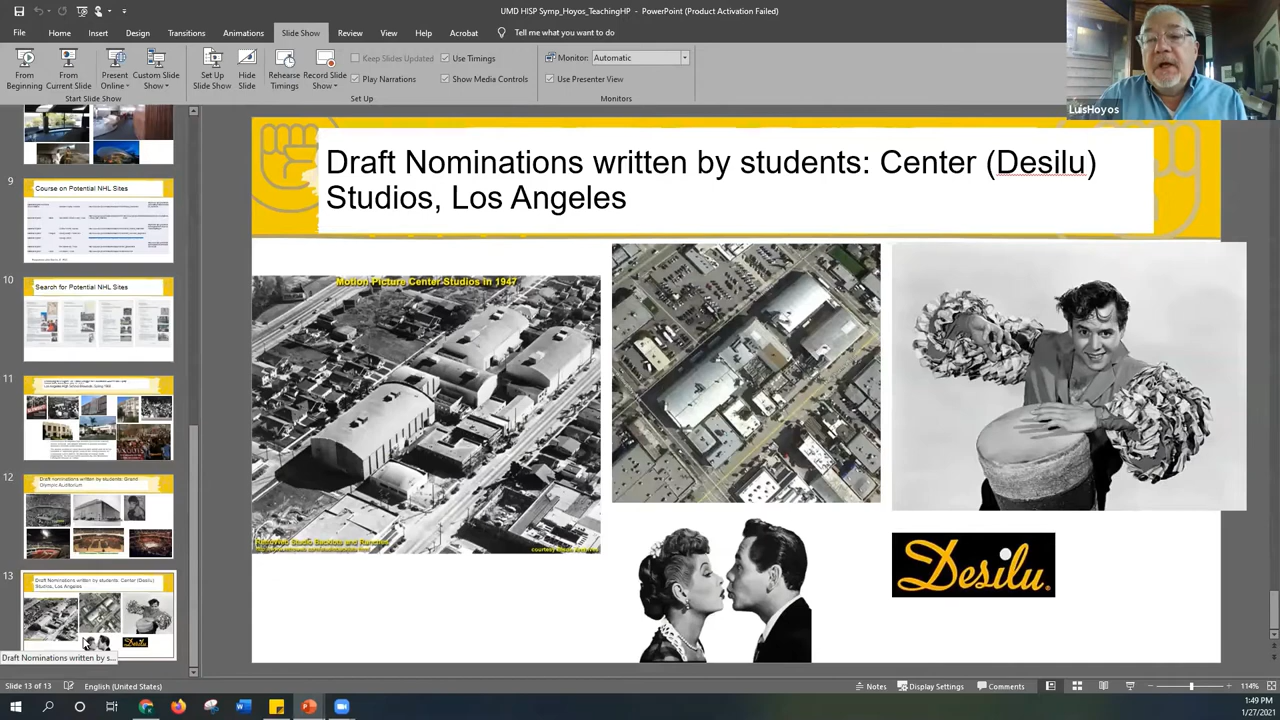 UMD HISP Symp_Hoyos_TeachingHP - PowerPoint (Product Activation Failed)
File Home Insert Design Transitions Animations Slide Show Review View Help Acrobat Tell me what you want to do
From Beginning
From Current Slide
Present Online
Custom Slide Show
Start Slide Show
Set Up Slide Show
Hide Slide
Rehearse Timings
Record Slide Show
Keep Slides Updated
Play Narrations
Use Timings
Show Media Controls
Set Up
Monitor: Automatic
Use Presenter View
Monitors
LuisHoyos
9
Course on Potential NHL Sites
10
Search for Potential NHL Sites
11
12
Draft nominations written by students: Grand
Olympic Auditorium
13
Draft Nominations written by students: Center (Desilu)
Studios, Los Angeles
Draft Nominations written by s...
Draft Nominations written by students: Center (Desilu)
Studios, Los Angeles
Motion Picture Center Studios in 1947
Desilu
Slide 13 of 13 English (United States) Notes Display Settings Comments 114%
1:49 PM
1/27/2021